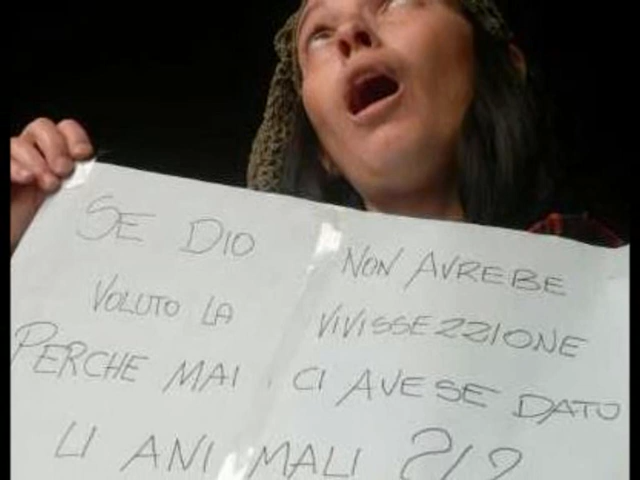 SE DIO NON AVREBE
VOLUTO LA VIVISSEZZIONE
PERCHE MAI CI AVESE DATO
LI ANIMALI ?!?